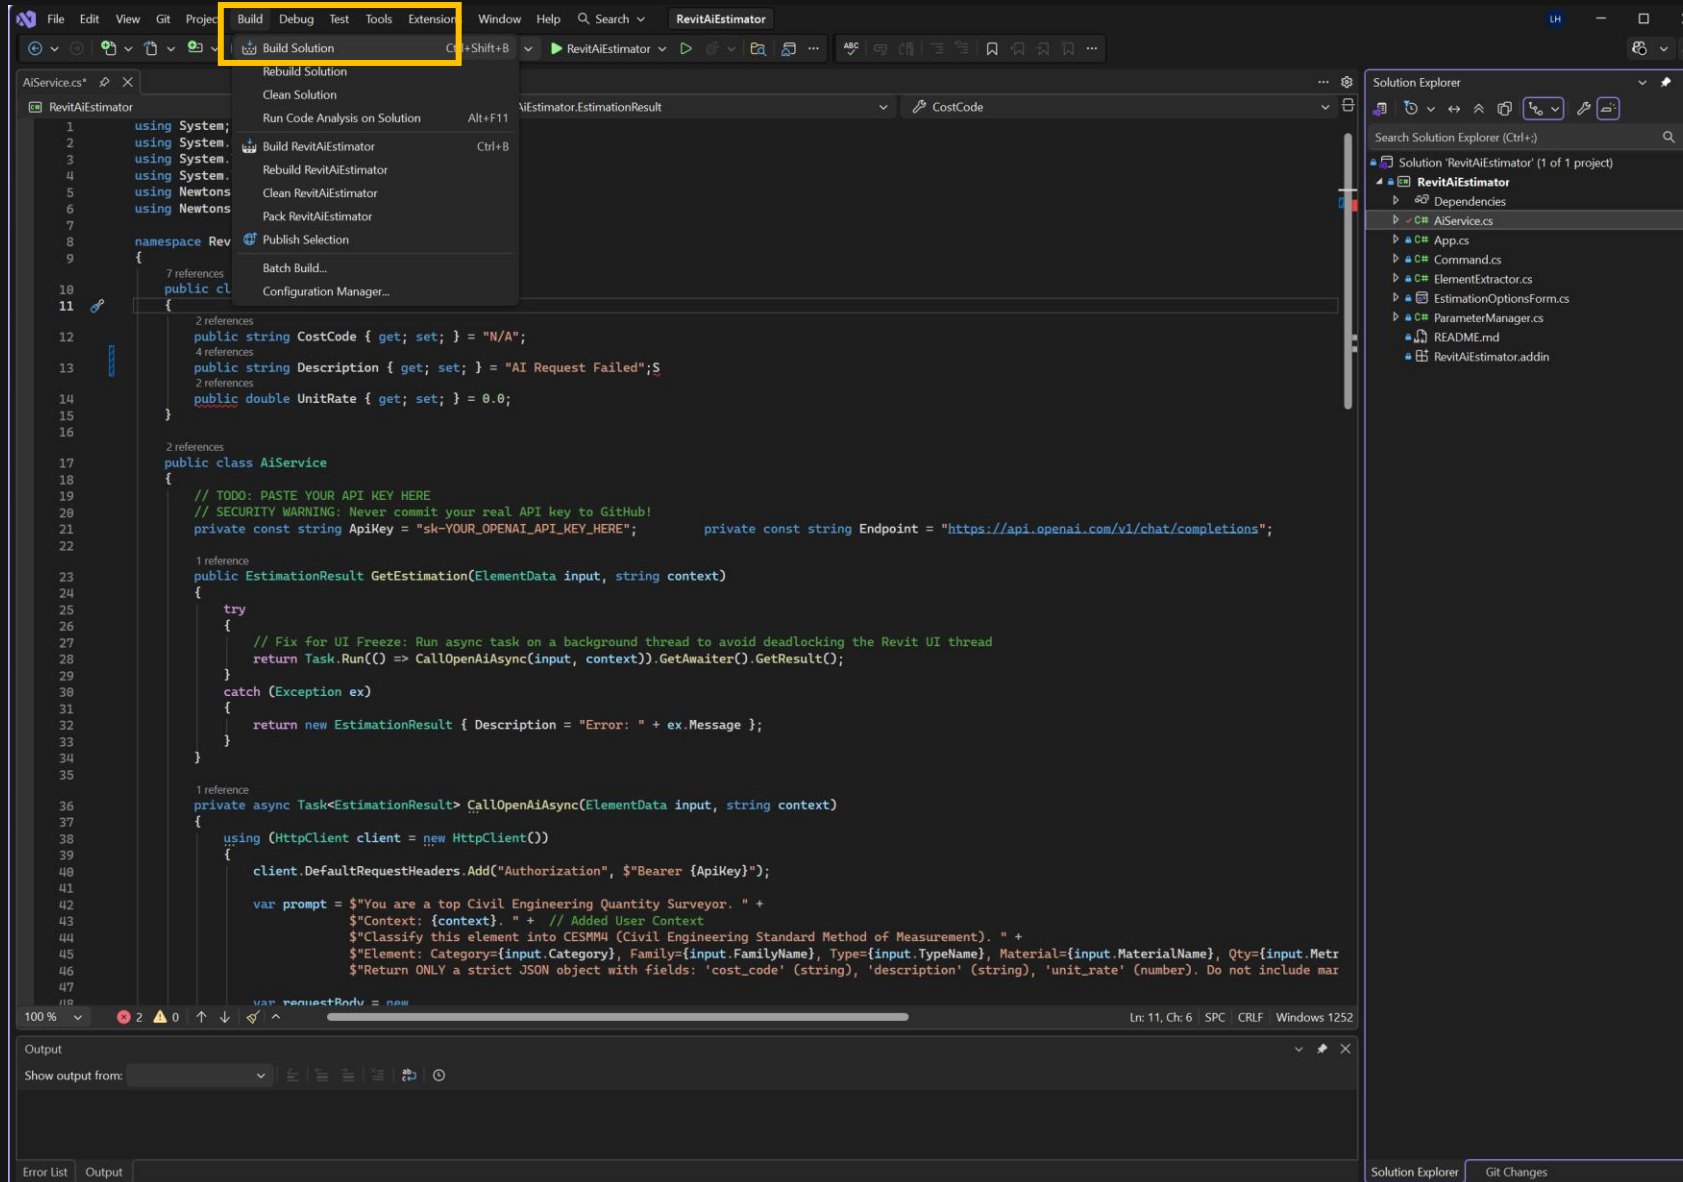 File Edit View Git Projec Build Debug Test Tools Extension Window Help Search RevitAiEstimator LH
Build Solution Ctrl+Shift+B RevitAiEstimator
Rebuild Solution
Clean Solution
Run Code Analysis on Solution Alt+F11
Build RevitAiEstimator Ctrl+B
Rebuild RevitAiEstimator
Clean RevitAiEstimator
Pack RevitAiEstimator
Publish Selection
Batch Build...
Configuration Manager...
AiService.cs*
RevitAiEstimator AiEstimator.EstimationResult CostCode
1 using System;
2 using System.
3 using System.
4 using System.
5 using Newtons
6 using Newtons
7
8 namespace Rev
9 {
7 references
10 public cl
11 {
2 references
12 public string CostCode { get; set; } = "N/A";
4 references
13 public string Description { get; set; } = "AI Request Failed";S
2 references
14 public double UnitRate { get; set; } = 0.0;
15 }
16
2 references
17 public class AiService
18 {
19 // TODO: PASTE YOUR API KEY HERE
20 // SECURITY WARNING: Never commit your real API key to GitHub!
21 private const string ApiKey = "sk-YOUR_OPENAI_API_KEY_HERE"; private const string Endpoint = "https://api.openai.com/v1/chat/completions";
22
1 reference
23 public EstimationResult GetEstimation(ElementData input, string context)
24 {
25 try
26 {
27 // Fix for UI Freeze: Run async task on a background thread to avoid deadlocking the Revit UI thread
28 return Task.Run(() => CallOpenAiAsync(input, context)).GetAwaiter().GetResult();
29 }
30 catch (Exception ex)
31 {
32 return new EstimationResult { Description = "Error: " + ex.Message };
33 }
34 }
35
1 reference
36 private async Task<EstimationResult> CallOpenAiAsync(ElementData input, string context)
37 {
38 using (HttpClient client = new HttpClient())
39 {
40 client.DefaultRequestHeaders.Add("Authorization", $"Bearer {ApiKey}");
41
42 var prompt = $"You are a top Civil Engineering Quantity Surveyor. " +
43 $"Context: {context}. " + // Added User Context
44 $"Classify this element into CESMM4 (Civil Engineering Standard Method of Measurement). " +
45 $"Element: Category={input.Category}, Family={input.FamilyName}, Type={input.TypeName}, Material={input.MaterialName}, Qty={input.Metr
46 $"Return ONLY a strict JSON object with fields: 'cost_code' (string), 'description' (string), 'unit_rate' (number). Do not include mar
47
48 var requestBody = new
100 % 2 0 Ln: 11, Ch: 6 SPC CRLF Windows 1252
Output
Show output from:
Error List Output
Solution Explorer
Search Solution Explorer (Ctrl+;)
Solution 'RevitAiEstimator' (1 of 1 project)
C# RevitAiEstimator
Dependencies
C# AiService.cs
C# App.cs
C# Command.cs
C# ElementExtractor.cs
EstimationOptionsForm.cs
C# ParameterManager.cs
README.md
RevitAiEstimator.addin
Solution Explorer Git Changes